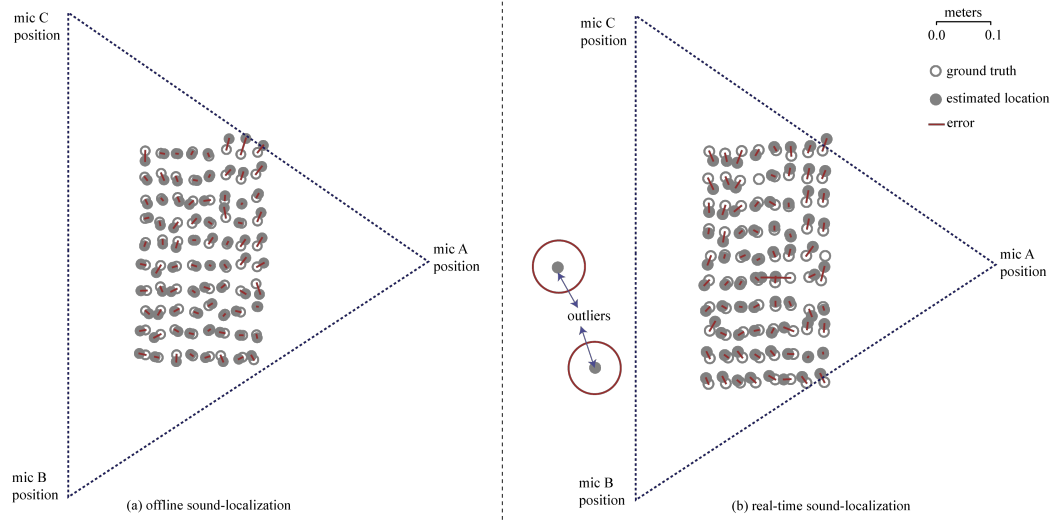 mic C
position
mic A
position
mic B
position
(a) offline sound-localization
mic C
position
meters
0.0 0.1
ground truth
estimated location
error
mic A
position
outliers
mic B
position
(b) real-time sound-localization